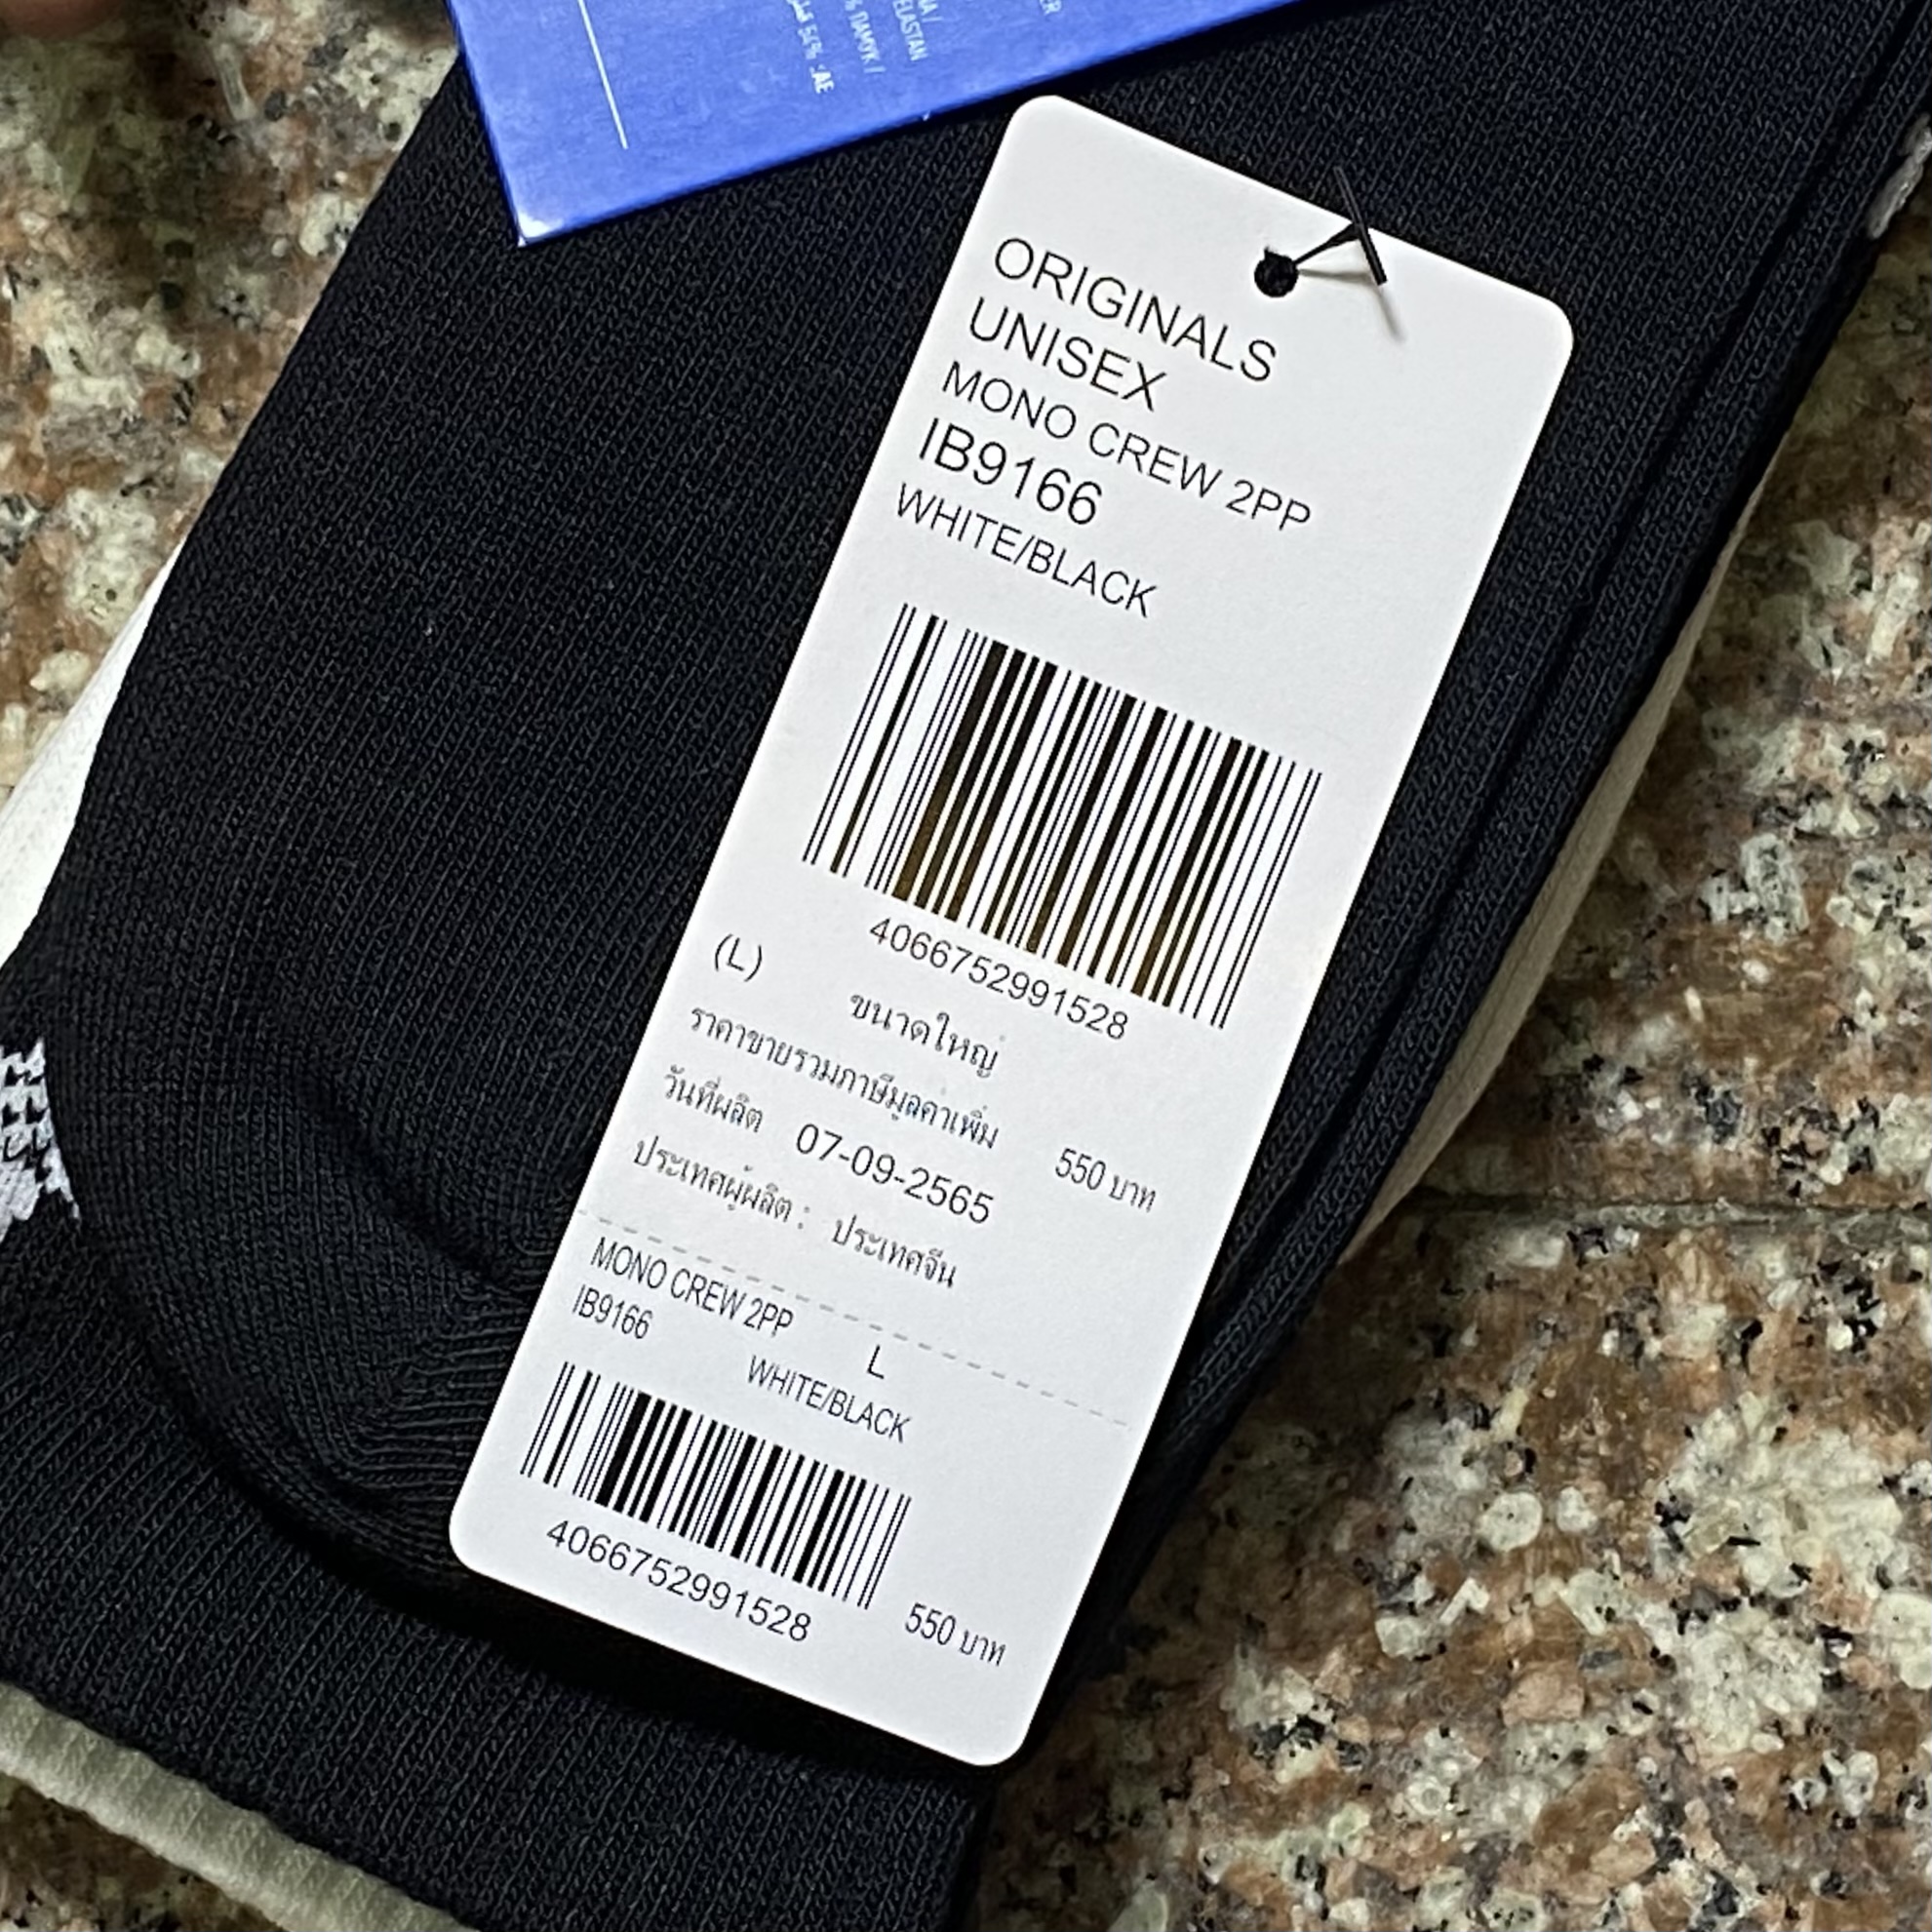 ELASTAN
ORIGINALS
UNISEX
MONO CREW 2PP
IB9166
WHITE/BLACK
4066752991528
(L) ขนาดใหญ่
ราคาขายรวมภาษีมูลค่าเพิ่ม 550 บาท
วันที่ผลิต 07-09-2565
ประเทศผู้ผลิต : ประเทศจีน
MONO CREW 2PP L
IB9166 WHITE/BLACK
4066752991528 550 บาท